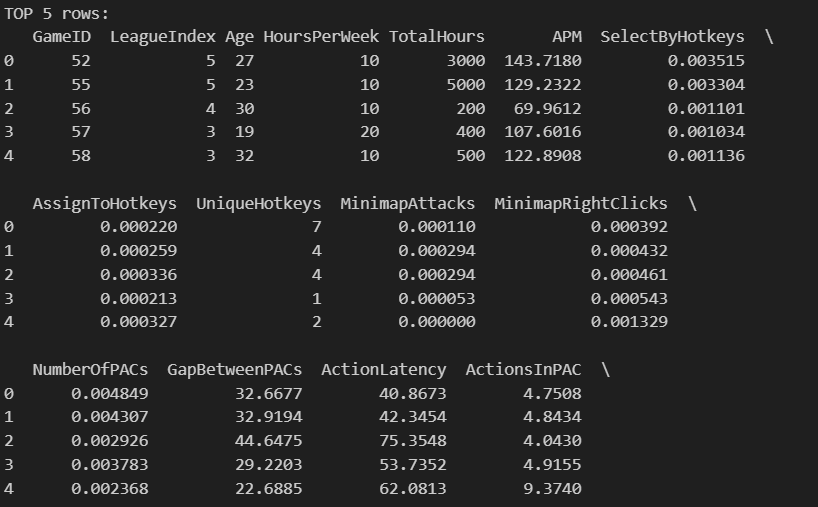 TOP 5 rows:
   GameID  LeagueIndex Age HoursPerWeek TotalHours       APM  SelectByHotkeys  \
0      52            5  27           10       3000  143.7180         0.003515
1      55            5  23           10       5000  129.2322         0.003304
2      56            4  30           10        200   69.9612         0.001101
3      57            3  19           20        400  107.6016         0.001034
4      58            3  32           10        500  122.8908         0.001136
   AssignToHotkeys  UniqueHotkeys  MinimapAttacks  MinimapRightClicks  \
0         0.000220              7        0.000110            0.000392
1         0.000259              4        0.000294            0.000432
2         0.000336              4        0.000294            0.000461
3         0.000213              1        0.000053            0.000543
4         0.000327              2        0.000000            0.001329
   NumberOfPACs  GapBetweenPACs  ActionLatency  ActionsInPAC  \
0      0.004849         32.6677        40.8673        4.7508
1      0.004307         32.9194        42.3454        4.8434
2      0.002926         44.6475        75.3548        4.0430
3      0.003783         29.2203        53.7352        4.9155
4      0.002368         22.6885        62.0813        9.3740